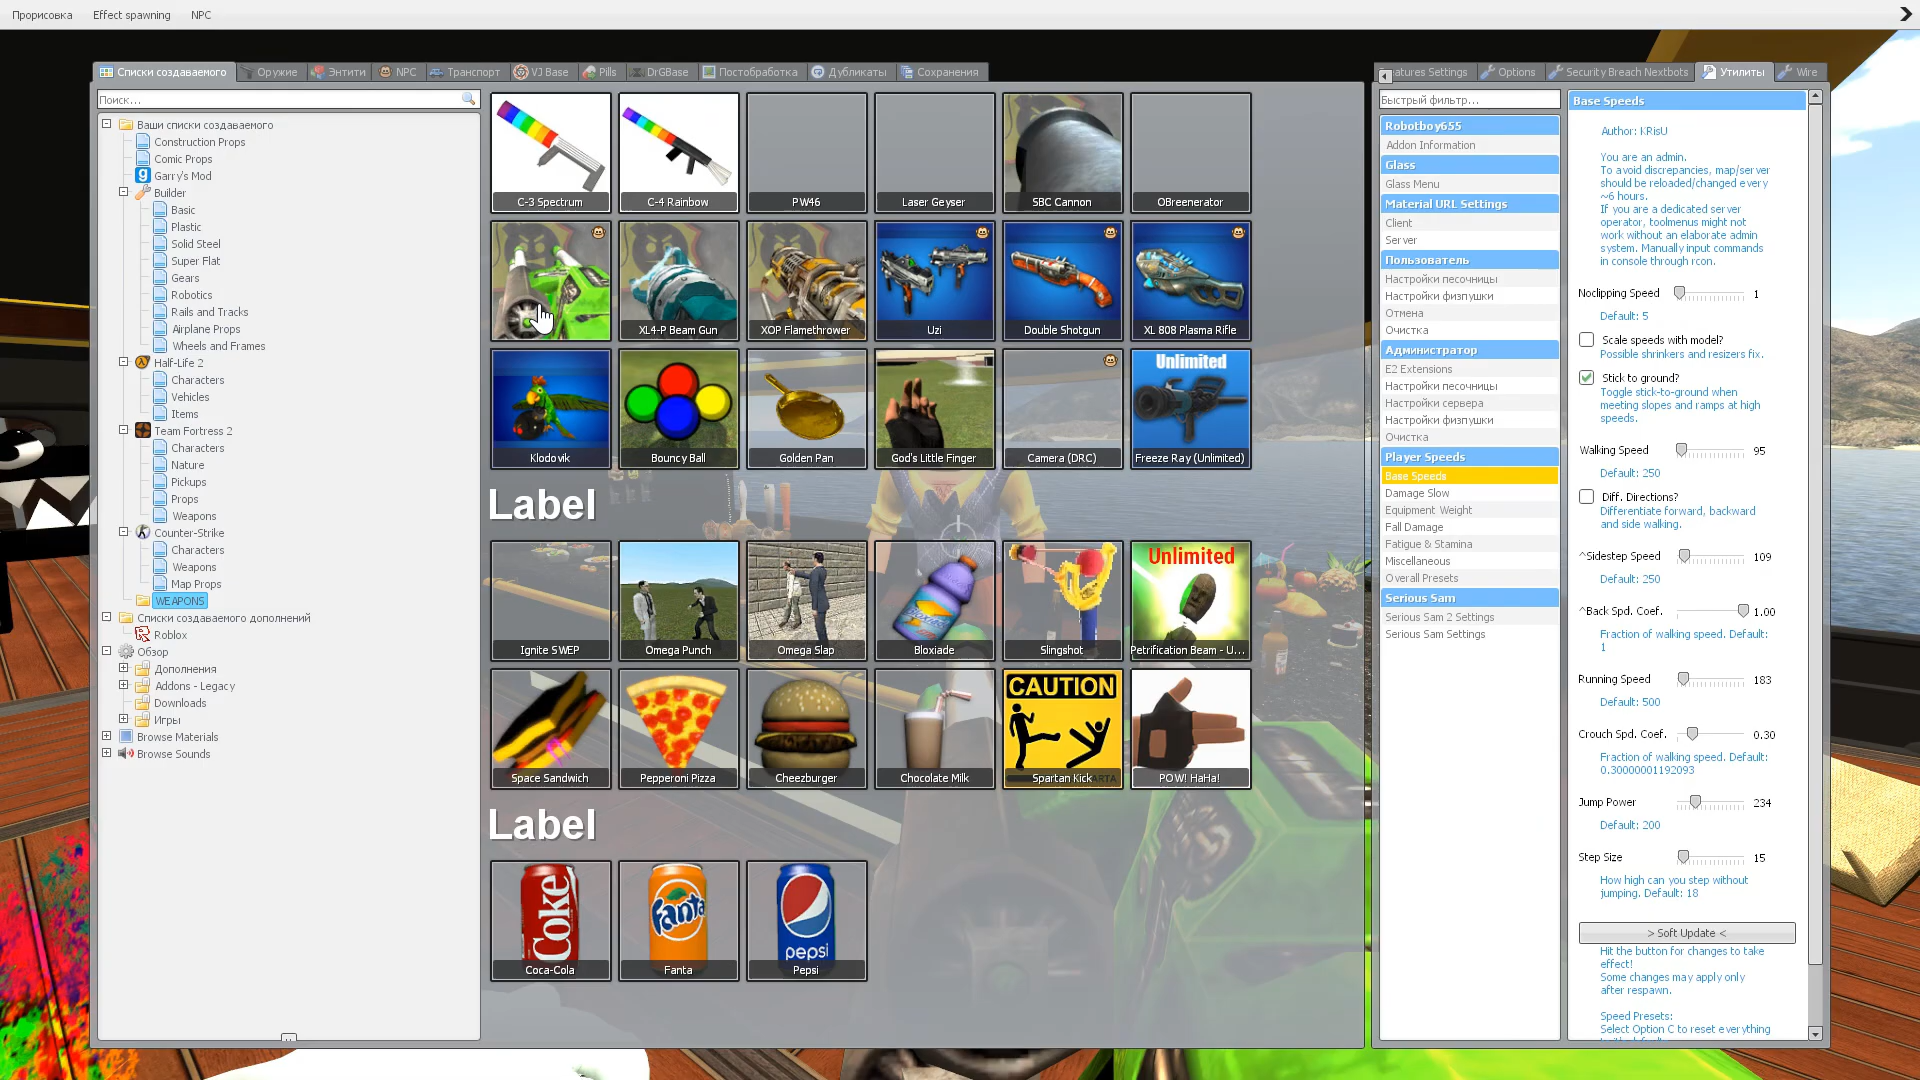 Прорисовка
Effect spawning
NPC
Списки создаваемого
Оружие
Энтити
NPC
Транспорт
VJ Base
Pills
DrGBase
Постобработка
Дубликаты
Сохранения
Поиск...
Ваши списки создаваемого
Construction Props
Comic Props
Garry's Mod
Builder
Basic
Plastic
Solid Steel
Super Flat
Gears
Robotics
Rails and Tracks
Airplane Props
Wheels and Frames
Half-Life 2
Characters
Vehicles
Items
Team Fortress 2
Characters
Nature
Pickups
Props
Weapons
Counter-Strike
Characters
Weapons
Map Props
WEAPONS
Списки создаваемого дополнений
Roblox
Обзор
Дополнения
Addons - Legacy
Downloads
Игры
Browse Materials
Browse Sounds
C-3 Spectrum
C-4 Rainbow
PW46
Laser Geyser
SBC Cannon
OBreenerator
XL4-P Beam Gun
XOP Flamethrower
Uzi
Double Shotgun
XL 808 Plasma Rifle
Klodovik
Bouncy Ball
Golden Pan
God's Little Finger
Camera (DRC)
Unlimited
Freeze Ray (Unlimited)
Label
Ignite SWEP
Omega Punch
Omega Slap
Bloxiade
Slingshot
Unlimited
Petrification Beam - U...
Space Sandwich
Pepperoni Pizza
Cheezburger
Chocolate Milk
CAUTION
Spartan Kick
POW! HaHa!
Label
Coke
Coca-Cola
Fanta
Fanta
pepsi
Pepsi
atures Settings
Options
Security Breach Nextbots
Утилиты
Wire
Быстрый фильтр...
Robotboy655
Addon Information
Glass
Glass Menu
Material URL Settings
Client
Server
Пользователь
Настройки песочницы
Настройки физпушки
Отмена
Очистка
Администратор
E2 Extensions
Настройки песочницы
Настройки сервера
Настройки физпушки
Очистка
Player Speeds
Base Speeds
Damage Slow
Equipment Weight
Fall Damage
Fatigue & Stamina
Miscellaneous
Overall Presets
Serious Sam
Serious Sam 2 Settings
Serious Sam Settings
Base Speeds
Author: KRisU
You are an admin.
To avoid discrepancies, map/server
should be reloaded/changed every
~6 hours.
If you are a dedicated server
operator, toolmenus might not
work without an elaborate admin
system. Manually input commands
in console through rcon.
Noclipping Speed 1
Default: 5
Scale speeds with model?
Possible shrinkers and resizers fix.
Stick to ground?
Toggle stick-to-ground when
meeting slopes and ramps at high
speeds.
Walking Speed 95
Default: 250
Diff. Directions?
Differentiate forward, backward
and side walking.
^Sidestep Speed 109
Default: 250
^Back Spd. Coef. 1.00
Fraction of walking speed. Default:
1
Running Speed 183
Default: 500
Crouch Spd. Coef. 0.30
Fraction of walking speed. Default:
0.30000001192093
Jump Power 234
Default: 200
Step Size 15
How high can you step without
jumping. Default: 18
> Soft Update <
Hit the button for changes to take
effect!
Some changes may apply only
after respawn.
Speed Presets:
Select Option C to reset everything